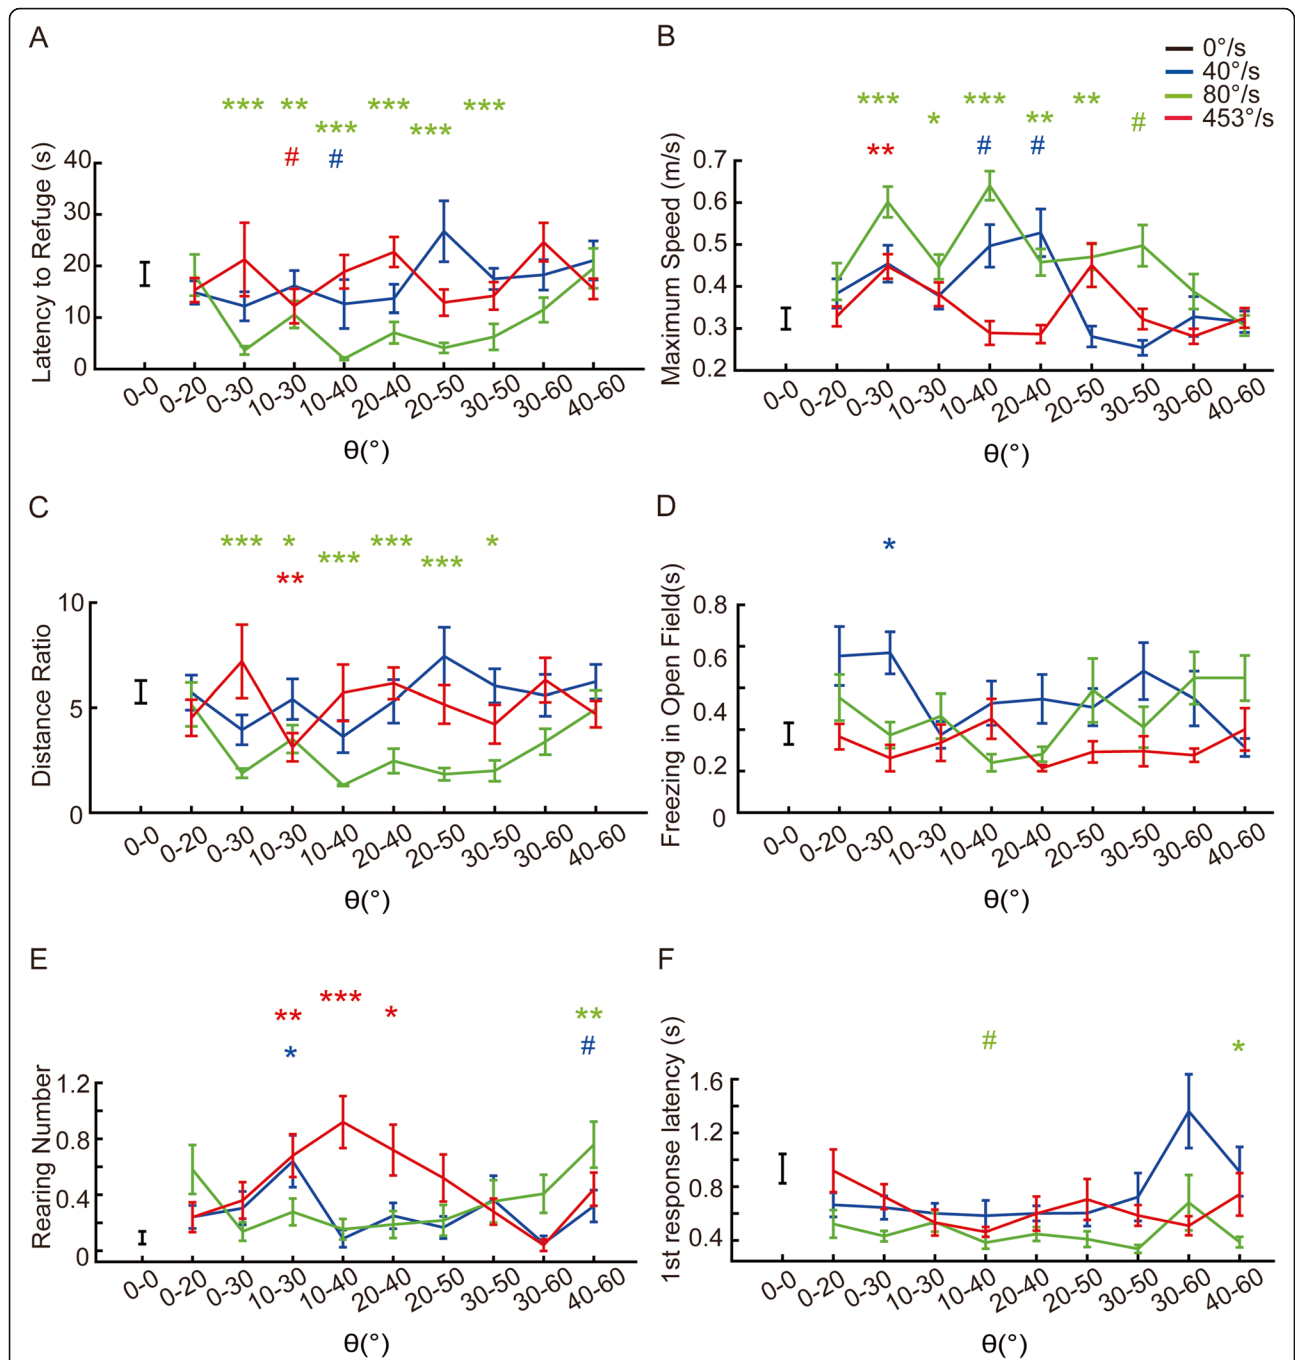 A
*** ** *** *** *** ***
# #
Latency to Refuge (s)
40
30
20
10
0
0-0 0-20 0-30 10-30 10-40 20-40 20-50 30-50 30-60 40-60
θ(°)
B
0°/s
40°/s
80°/s
453°/s
*** * *** ** ** #
** # #
Maximum Speed (m/s)
0.7
0.6
0.5
0.4
0.3
0.2
0-0 0-20 0-30 10-30 10-40 20-40 20-50 30-50 30-60 40-60
θ(°)
C
*** * *** *** *** *
**
Distance Ratio
10
5
0
0-0 0-20 0-30 10-30 10-40 20-40 20-50 30-50 30-60 40-60
θ(°)
D
*
Freezing in Open Field(s)
0.8
0.6
0.4
0.2
0
0-0 0-20 0-30 10-30 10-40 20-40 20-50 30-50 30-60 40-60
θ(°)
E
** *** * **
* #
Rearing Number
1.2
0.8
0.4
0
0-0 0-20 0-30 10-30 10-40 20-40 20-50 30-50 30-60 40-60
θ(°)
F
# *
1st response latency (s)
1.6
1.2
0.8
0.4
0-0 0-20 0-30 10-30 10-40 20-40 20-50 30-50 30-60 40-60
θ(°)